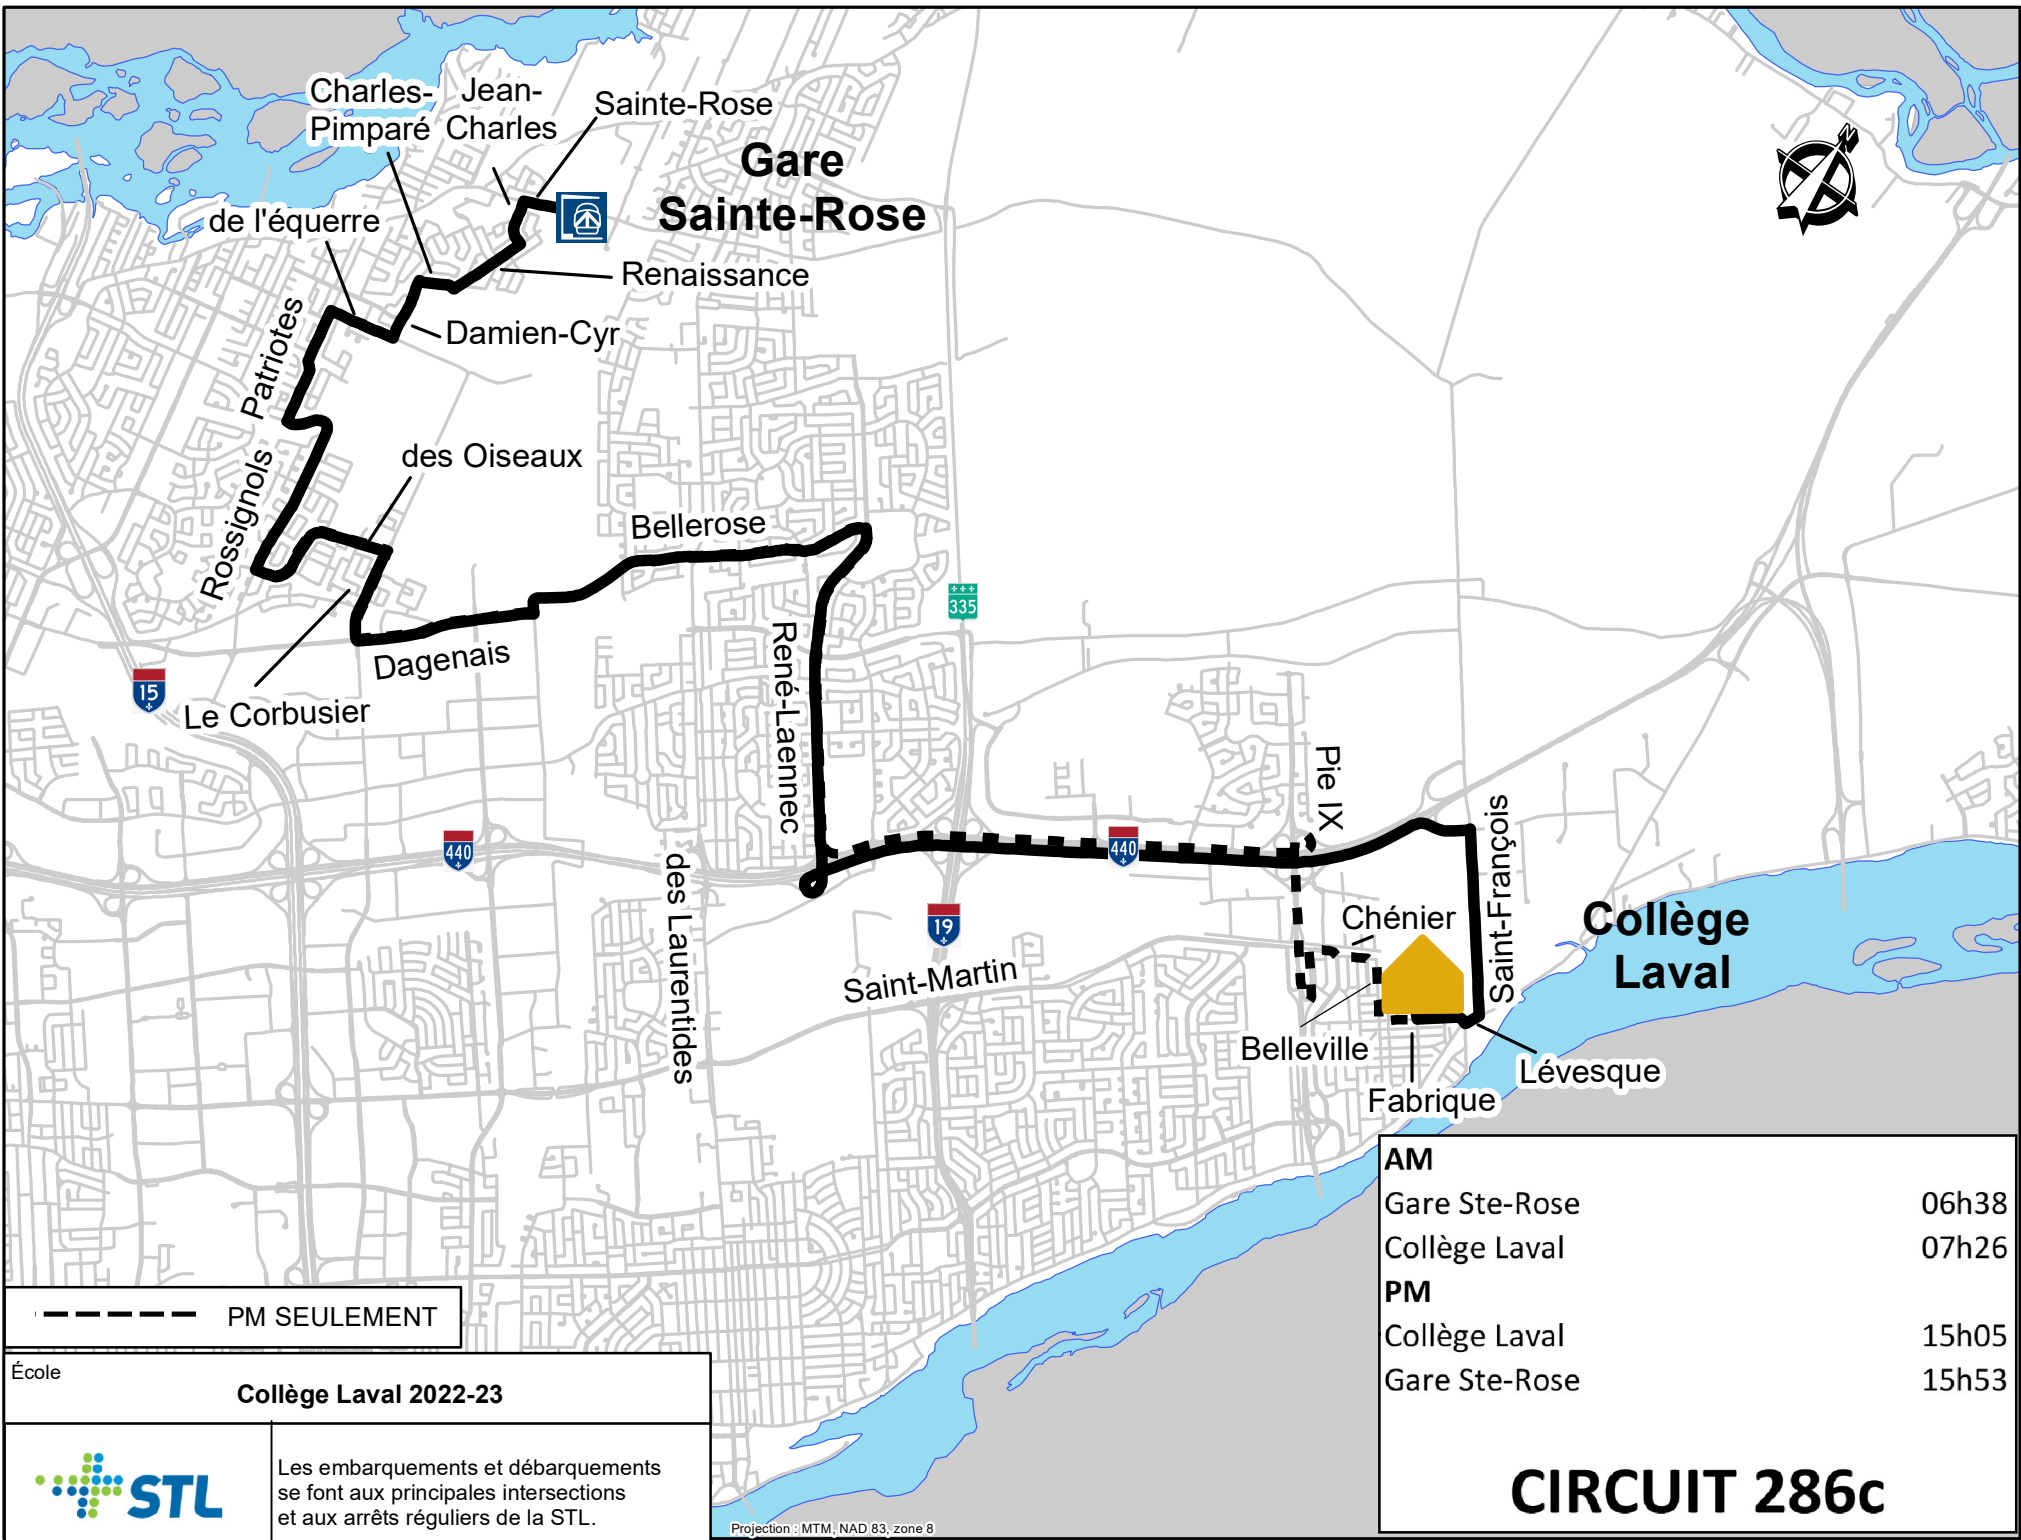 Charles-
Pimparé
Jean-
Charles
Sainte-Rose
Gare
Sainte-Rose
N
de l'équerre
Renaissance
Patriotes
Damien-Cyr
des Oiseaux
Rossignols
Bellerose
335
Dagenais
René-Laennec
15
Le Corbusier
Pie IX
440
440
Saint-François
des Laurentides
19
Chénier
Collège
Laval
Saint-Martin
Belleville
Lévesque
Fabrique
AM
Gare Ste-Rose 06h38
Collège Laval 07h26
PM
Collège Laval 15h05
Gare Ste-Rose 15h53
CIRCUIT 286c
PM SEULEMENT
École
Collège Laval 2022-23
STL
Les embarquements et débarquements
se font aux principales intersections
et aux arrêts réguliers de la STL.
Projection : MTM, NAD 83, zone 8